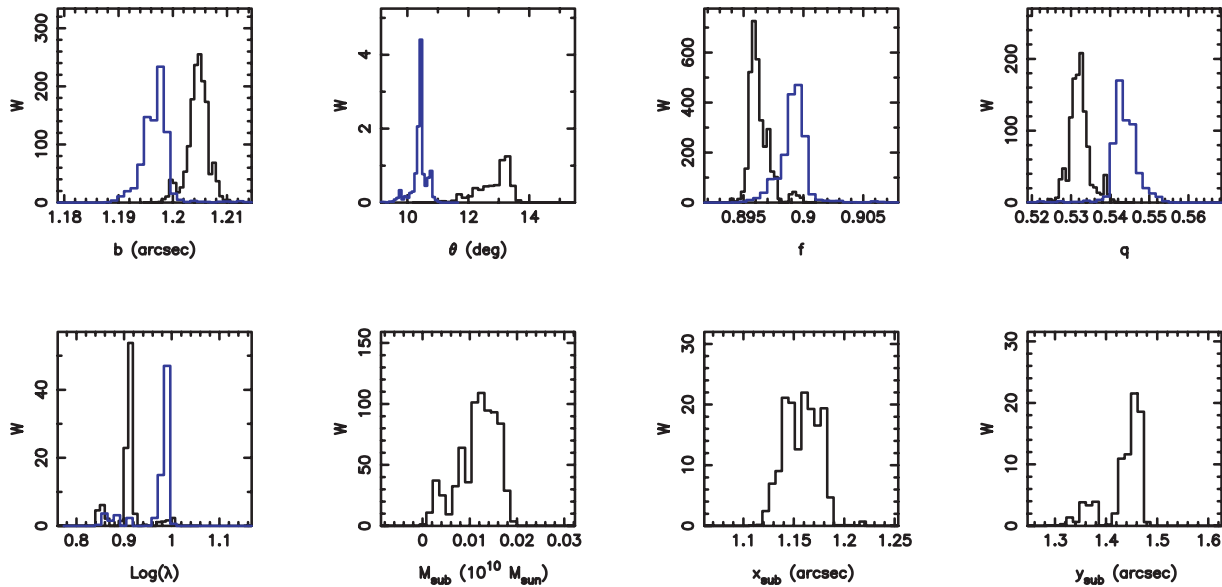 300
200
100
0
W
1.18 1.19 1.2 1.21
b (arcsec)
4
2
0
W
10 12 14
θ (deg)
600
400
200
0
W
0.895 0.9 0.905
f
200
100
0
W
0.52 0.53 0.54 0.55 0.56
q
40
20
0
W
0.8 0.9 1 1.1
Log(λ)
150
100
50
0
W
0 0.01 0.02 0.03
M_sub (10^10 M_sun)
30
20
10
0
W
1.1 1.15 1.2 1.25
x_sub (arcsec)
30
20
10
0
W
1.3 1.4 1.5 1.6
y_sub (arcsec)